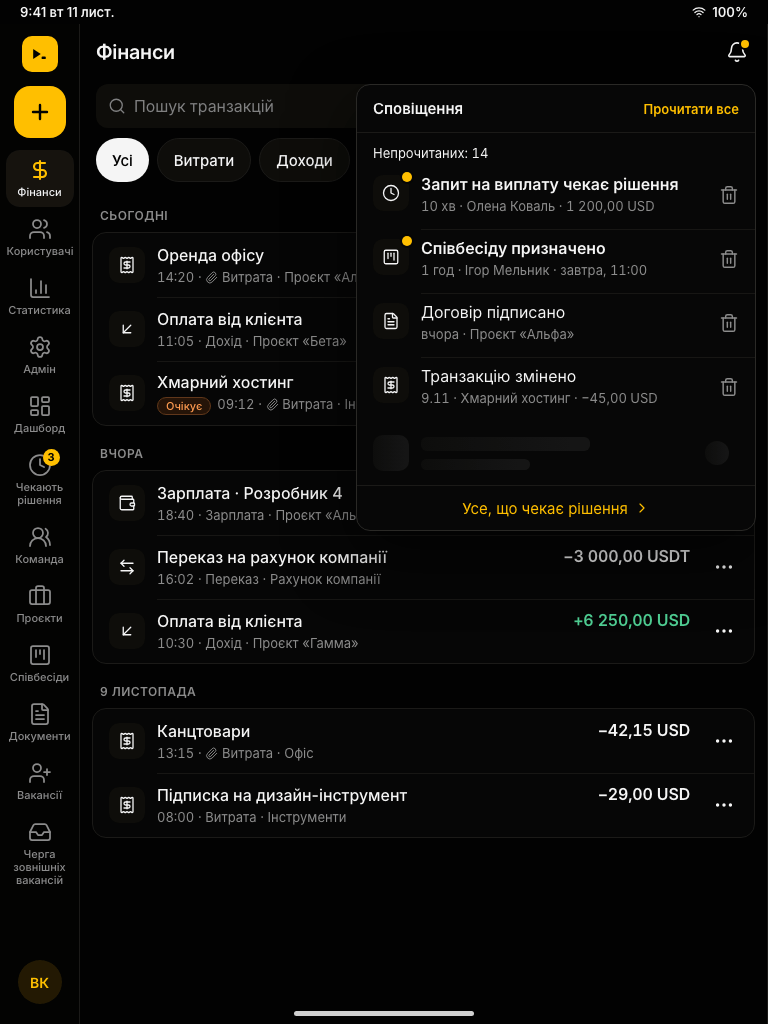 9:41 вт 11 лист.
100%
Фінанси
Пошук транзакцій
Усі
Витрати
Доходи
Фінанси
Користувачі
Статистика
Адмін
Дашборд
3
Чекають
рішення
Команда
Проєкти
Співбесіди
Документи
Вакансії
Черга
зовнішніх
вакансій
ВК
Сповіщення
Прочитати все
Непрочитаних: 14
Запит на виплату чекає рішення
10 хв · Олена Коваль · 1 200,00 USD
Співбесіду призначено
1 год · Ігор Мельник · завтра, 11:00
Договір підписано
вчора · Проєкт «Альфа»
Транзакцію змінено
9.11 · Хмарний хостинг · −45,00 USD
Усе, що чекає рішення
СЬОГОДНІ
Оренда офісу
14:20 · Витрата · Проєкт «Ал
Оплата від клієнта
11:05 · Дохід · Проєкт «Бета»
Хмарний хостинг
Очікує 09:12 · Витрата · Ін
ВЧОРА
Зарплата · Розробник 4
18:40 · Зарплата · Проєкт «Аль
Переказ на рахунок компанії
−3 000,00 USDT
16:02 · Переказ · Рахунок компанії
Оплата від клієнта
+6 250,00 USD
10:30 · Дохід · Проєкт «Гамма»
9 ЛИСТОПАДА
Канцтовари
−42,15 USD
13:15 · Витрата · Офіс
Підписка на дизайн-інструмент
−29,00 USD
08:00 · Витрата · Інструменти